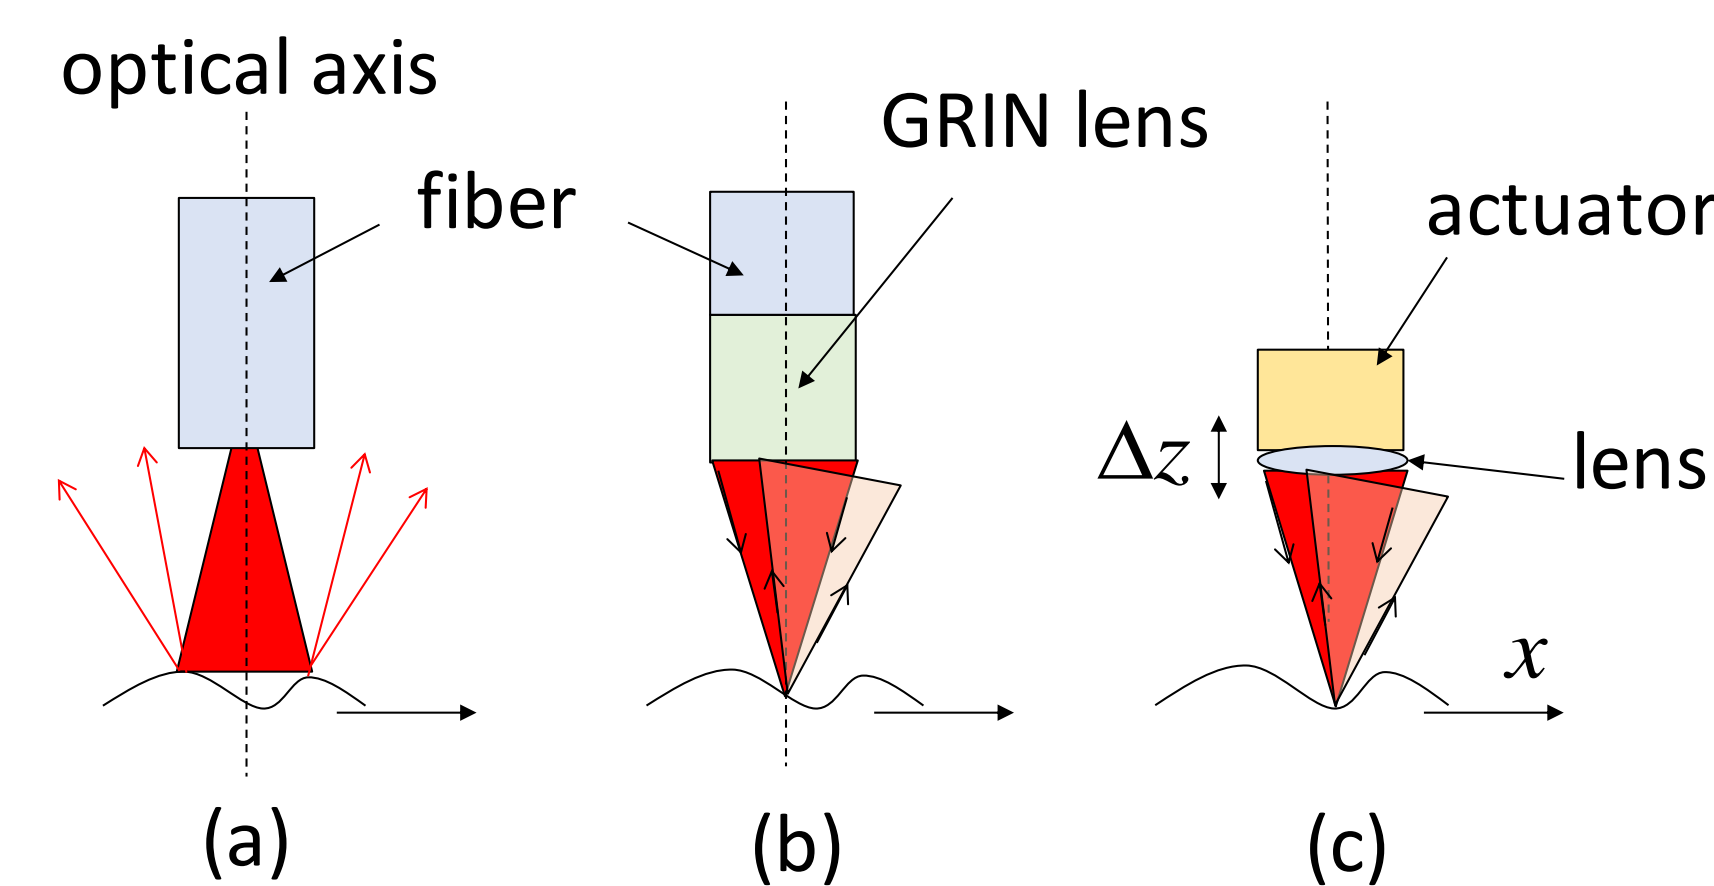 optical axis
fiber
GRIN lens
actuator
Δz
lens
x
(a)
(b)
(c)